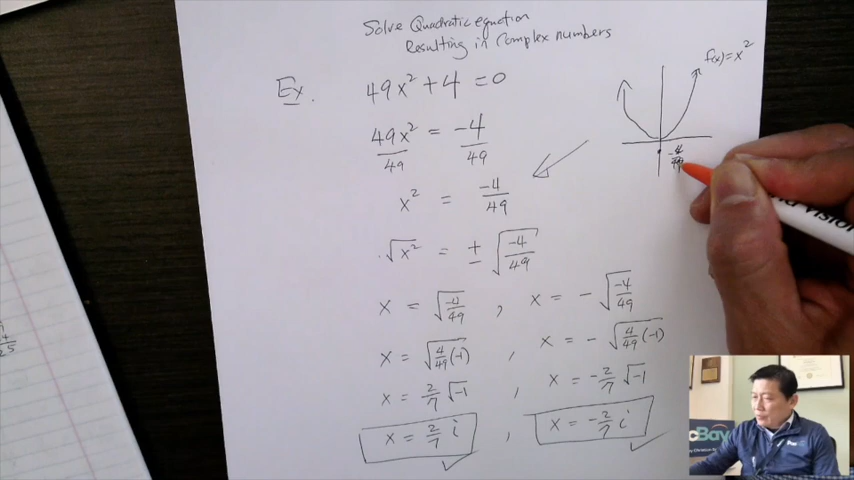 Solve Quadratic equation
Resulting in Complex numbers
f(x) = x²
Ex. 49x² + 4 = 0
49x²/49 = -4/49
x² = -4/49
-4/49
√x² = ± √(-4/49)
x = √(-4/49) , x = - √(-4/49)
x = √(4/49 (-1)) , x = - √(4/49 (-1))
x = 2/7 √-1 , x = -2/7 √-1
x = 2/7 i , x = -2/7 i